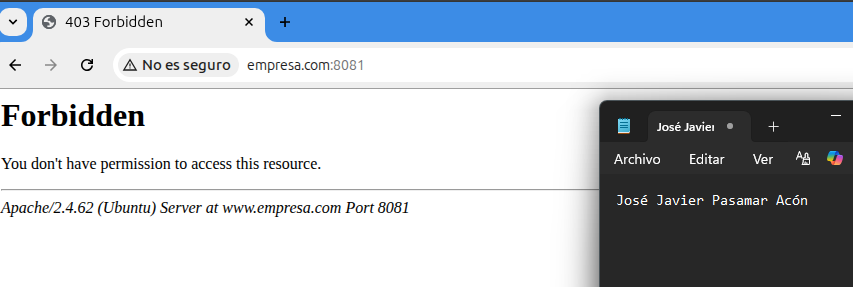 403 Forbidden
No es seguro
empresa.com:8081
Forbidden
You don't have permission to access this resource.
Apache/2.4.62 (Ubuntu) Server at www.empresa.com Port 8081
José Javier
Archivo Editar Ver
José Javier Pasamar Acón